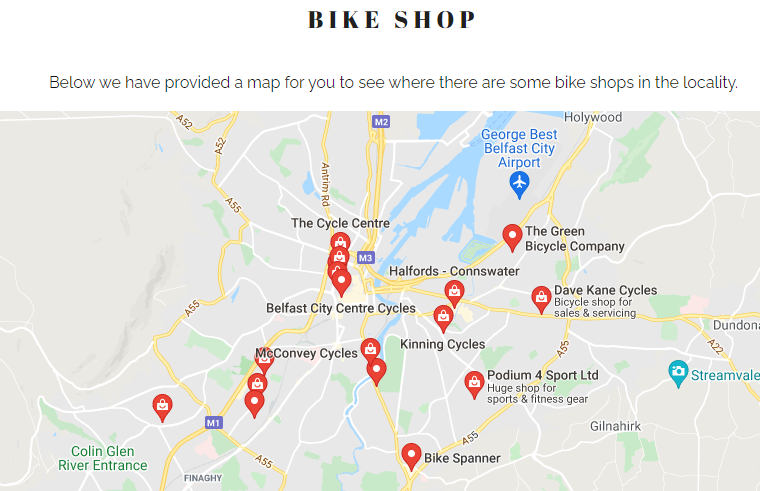 BIKE SHOP
Below we have provided a map for you to see where there are some bike shops in the locality.
A52
M2
Holywood
George Best
Belfast City
Airport
A52
Antrim Rd
A55
The Cycle Centre
The Green
Bicycle Company
M3
Halfords - Connswater
Dave Kane Cycles
Bicycle shop for
sales & servicing
A55
Belfast City Centre Cycles
Dundona
Kinning Cycles
A22
McConvey Cycles
A55
Podium 4 Sport Ltd
Huge shop for
sports & fitness gear
Streamvale
M1
Gilnahirk
A55
Colin Glen
River Entrance
Bike Spanner
A55
FINAGHY